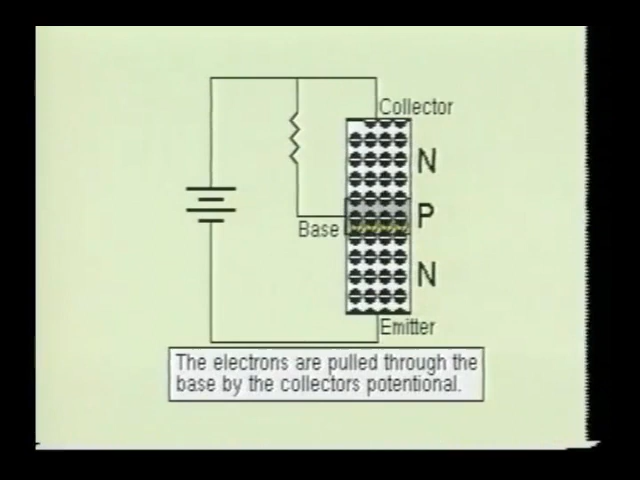 Collector
N
P
Base
N
Emitter
The electrons are pulled through the
base by the collectors potentional.